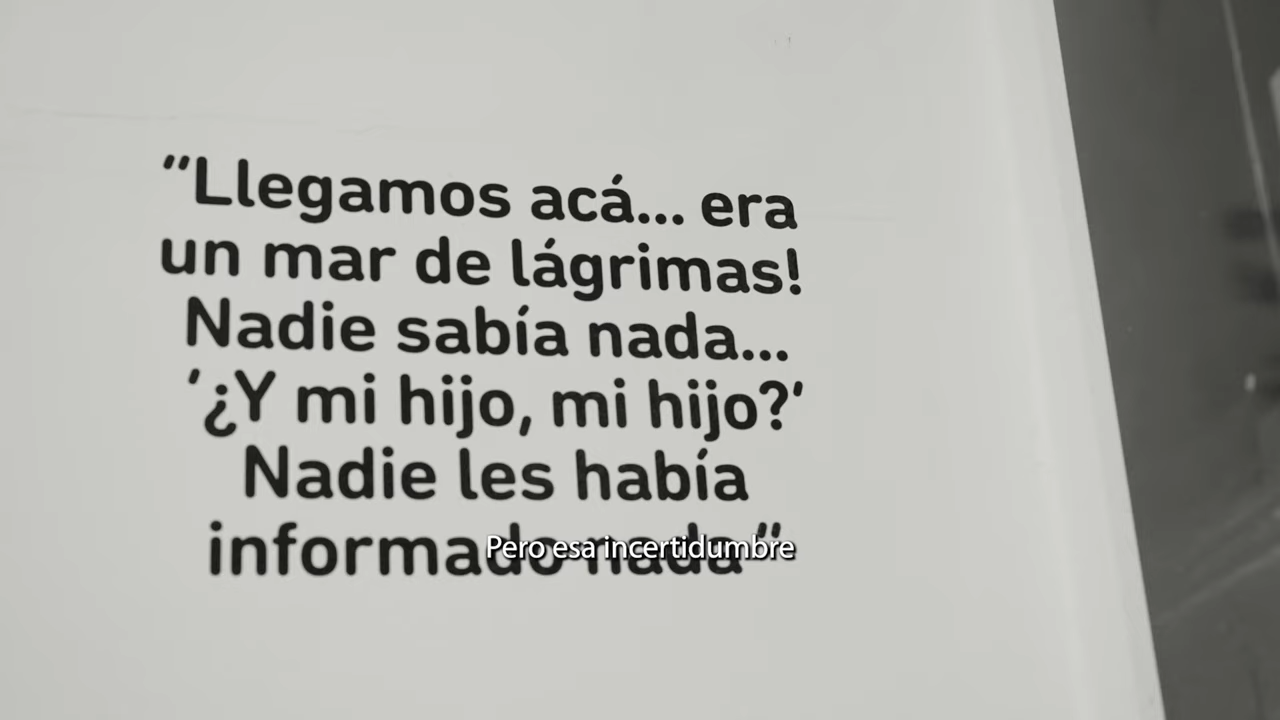 “Llegamos acá... era
un mar de lágrimas!
Nadie sabía nada...
‘¿Y mi hijo, mi hijo?’
Nadie les había
informado nada“
Pero esa incertidumbre